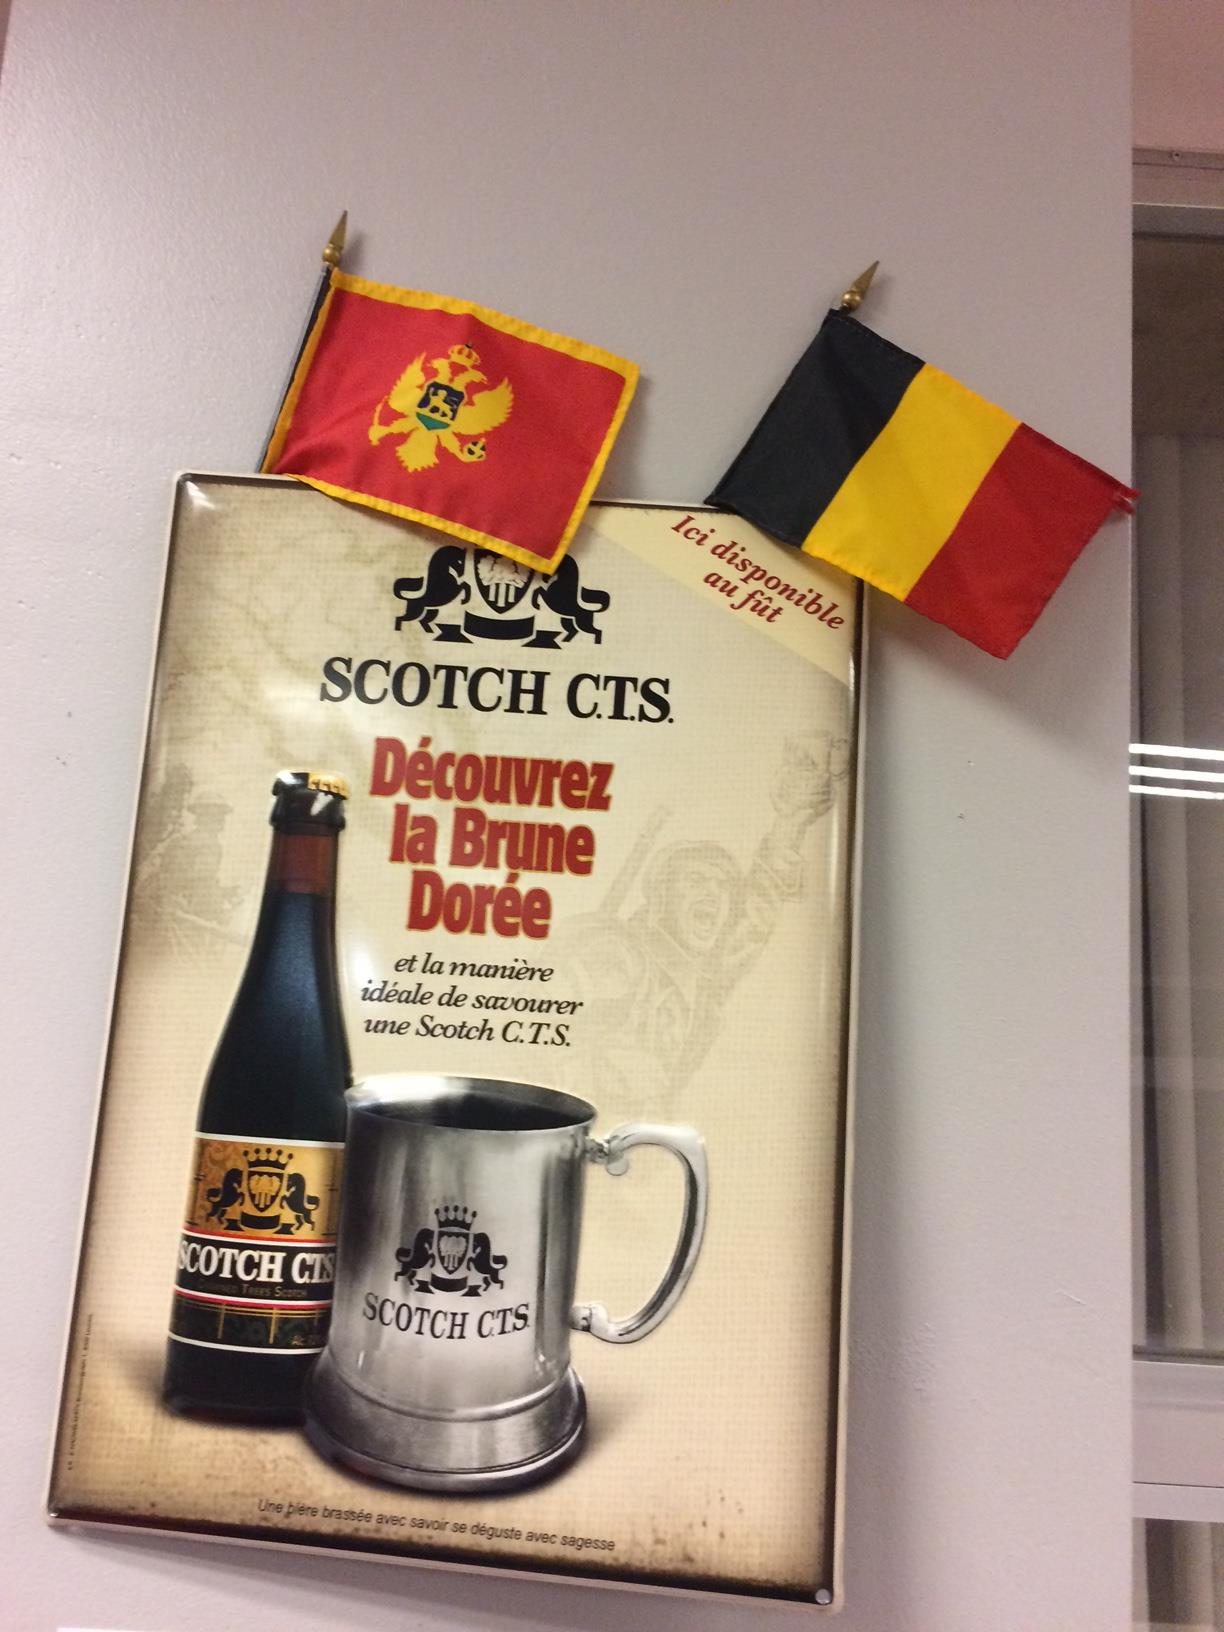 Ici disponible
au fût
SCOTCH C.T.S.
Découvrez
la Brune
Dorée
et la manière
idéale de savourer
une Scotch C.T.S.
SCOTCH C.T.S.
SCOTCH C.T.S.
Une bière brassée avec savoir se déguste avec sagesse